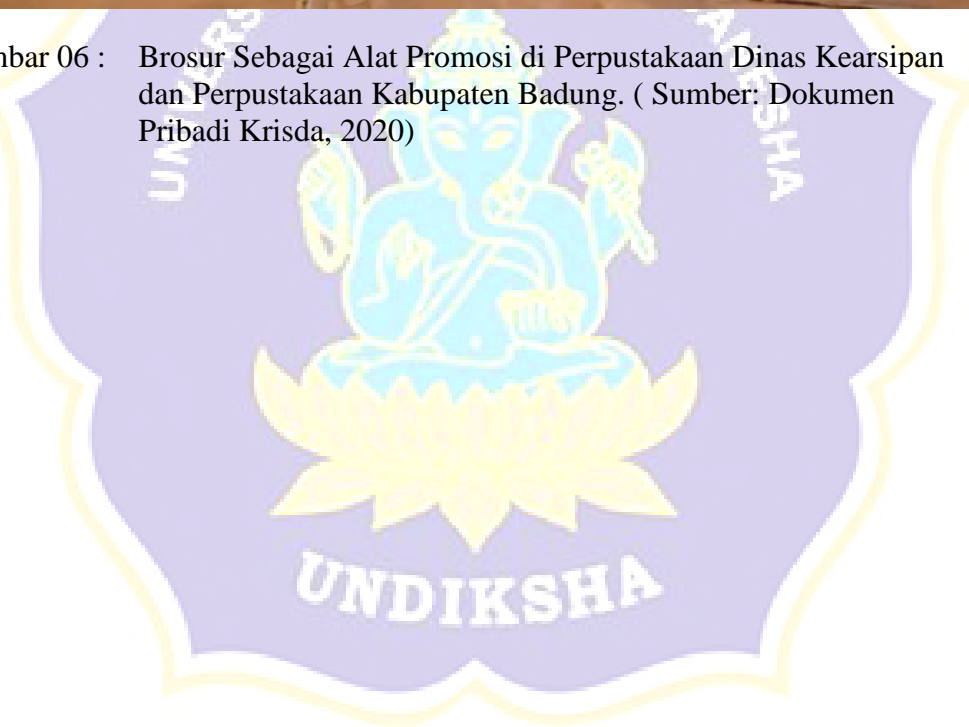 mbar 06 : Brosur Sebagai Alat Promosi di Perpustakaan Dinas Kearsipan
dan Perpustakaan Kabupaten Badung. ( Sumber: Dokumen
Pribadi Krisda, 2020)
UNDIKSHA